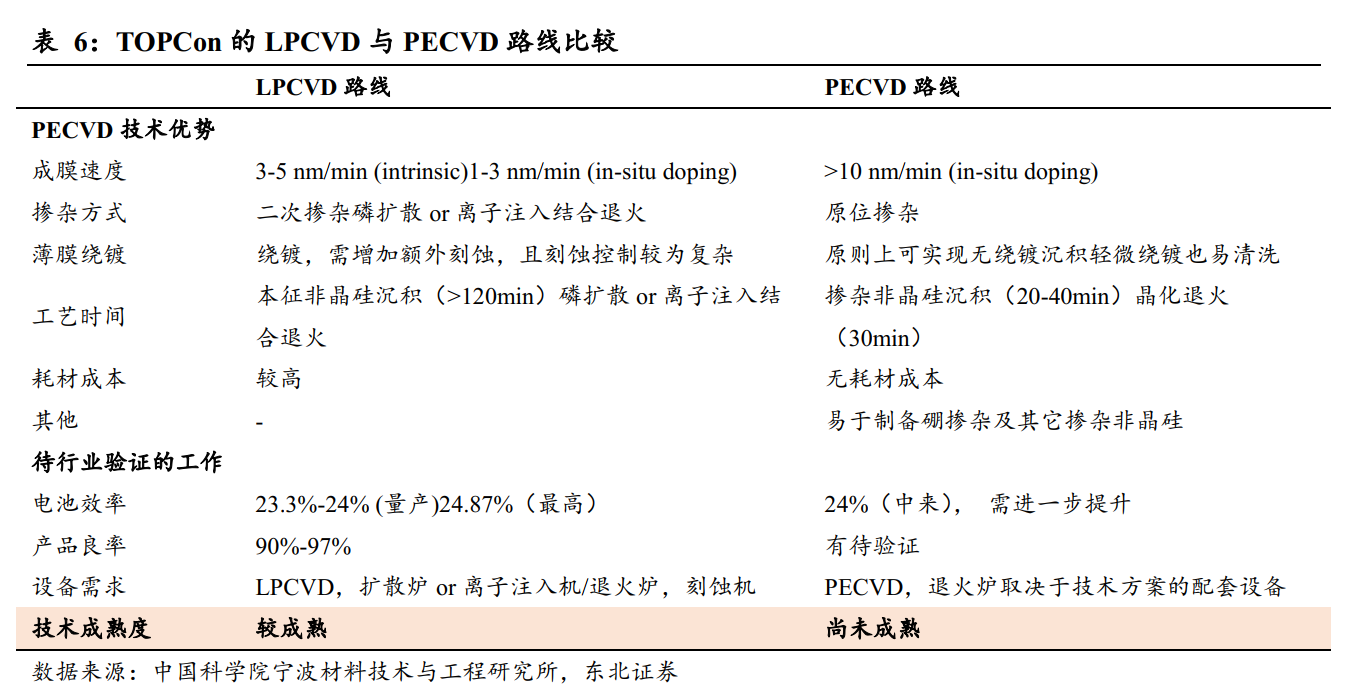 表 6：TOPCon 的 LPCVD 与 PECVD 路线比较
LPCVD 路线 PECVD 路线
PECVD 技术优势
成膜速度 3-5 nm/min (intrinsic)1-3 nm/min (in-situ doping) >10 nm/min (in-situ doping)
掺杂方式 二次掺杂磷扩散 or 离子注入结合退火 原位掺杂
薄膜绕镀 绕镀，需增加额外刻蚀，且刻蚀控制较为复杂 原则上可实现无绕镀沉积轻微绕镀也易清洗
工艺时间 本征非晶硅沉积（>120min）磷扩散 or 离子注入结 掺杂非晶硅沉积（20-40min）晶化退火
合退火 （30min）
耗材成本 较高 无耗材成本
其他 - 易于制备硼掺杂及其它掺杂非晶硅
待行业验证的工作
电池效率 23.3%-24% (量产)24.87%（最高） 24%（中来）， 需进一步提升
产品良率 90%-97% 有待验证
设备需求 LPCVD，扩散炉 or 离子注入机/退火炉，刻蚀机 PECVD，退火炉取决于技术方案的配套设备
技术成熟度 较成熟 尚未成熟
数据来源：中国科学院宁波材料技术与工程研究所，东北证券